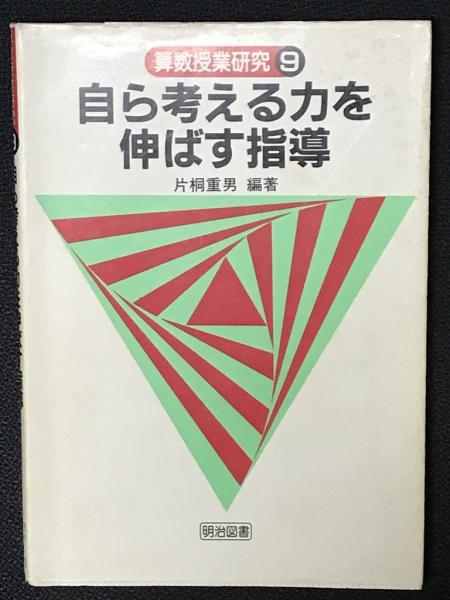 算数授業研究 9
自ら考える力を
伸ばす指導
片桐重男 編著
明治図書